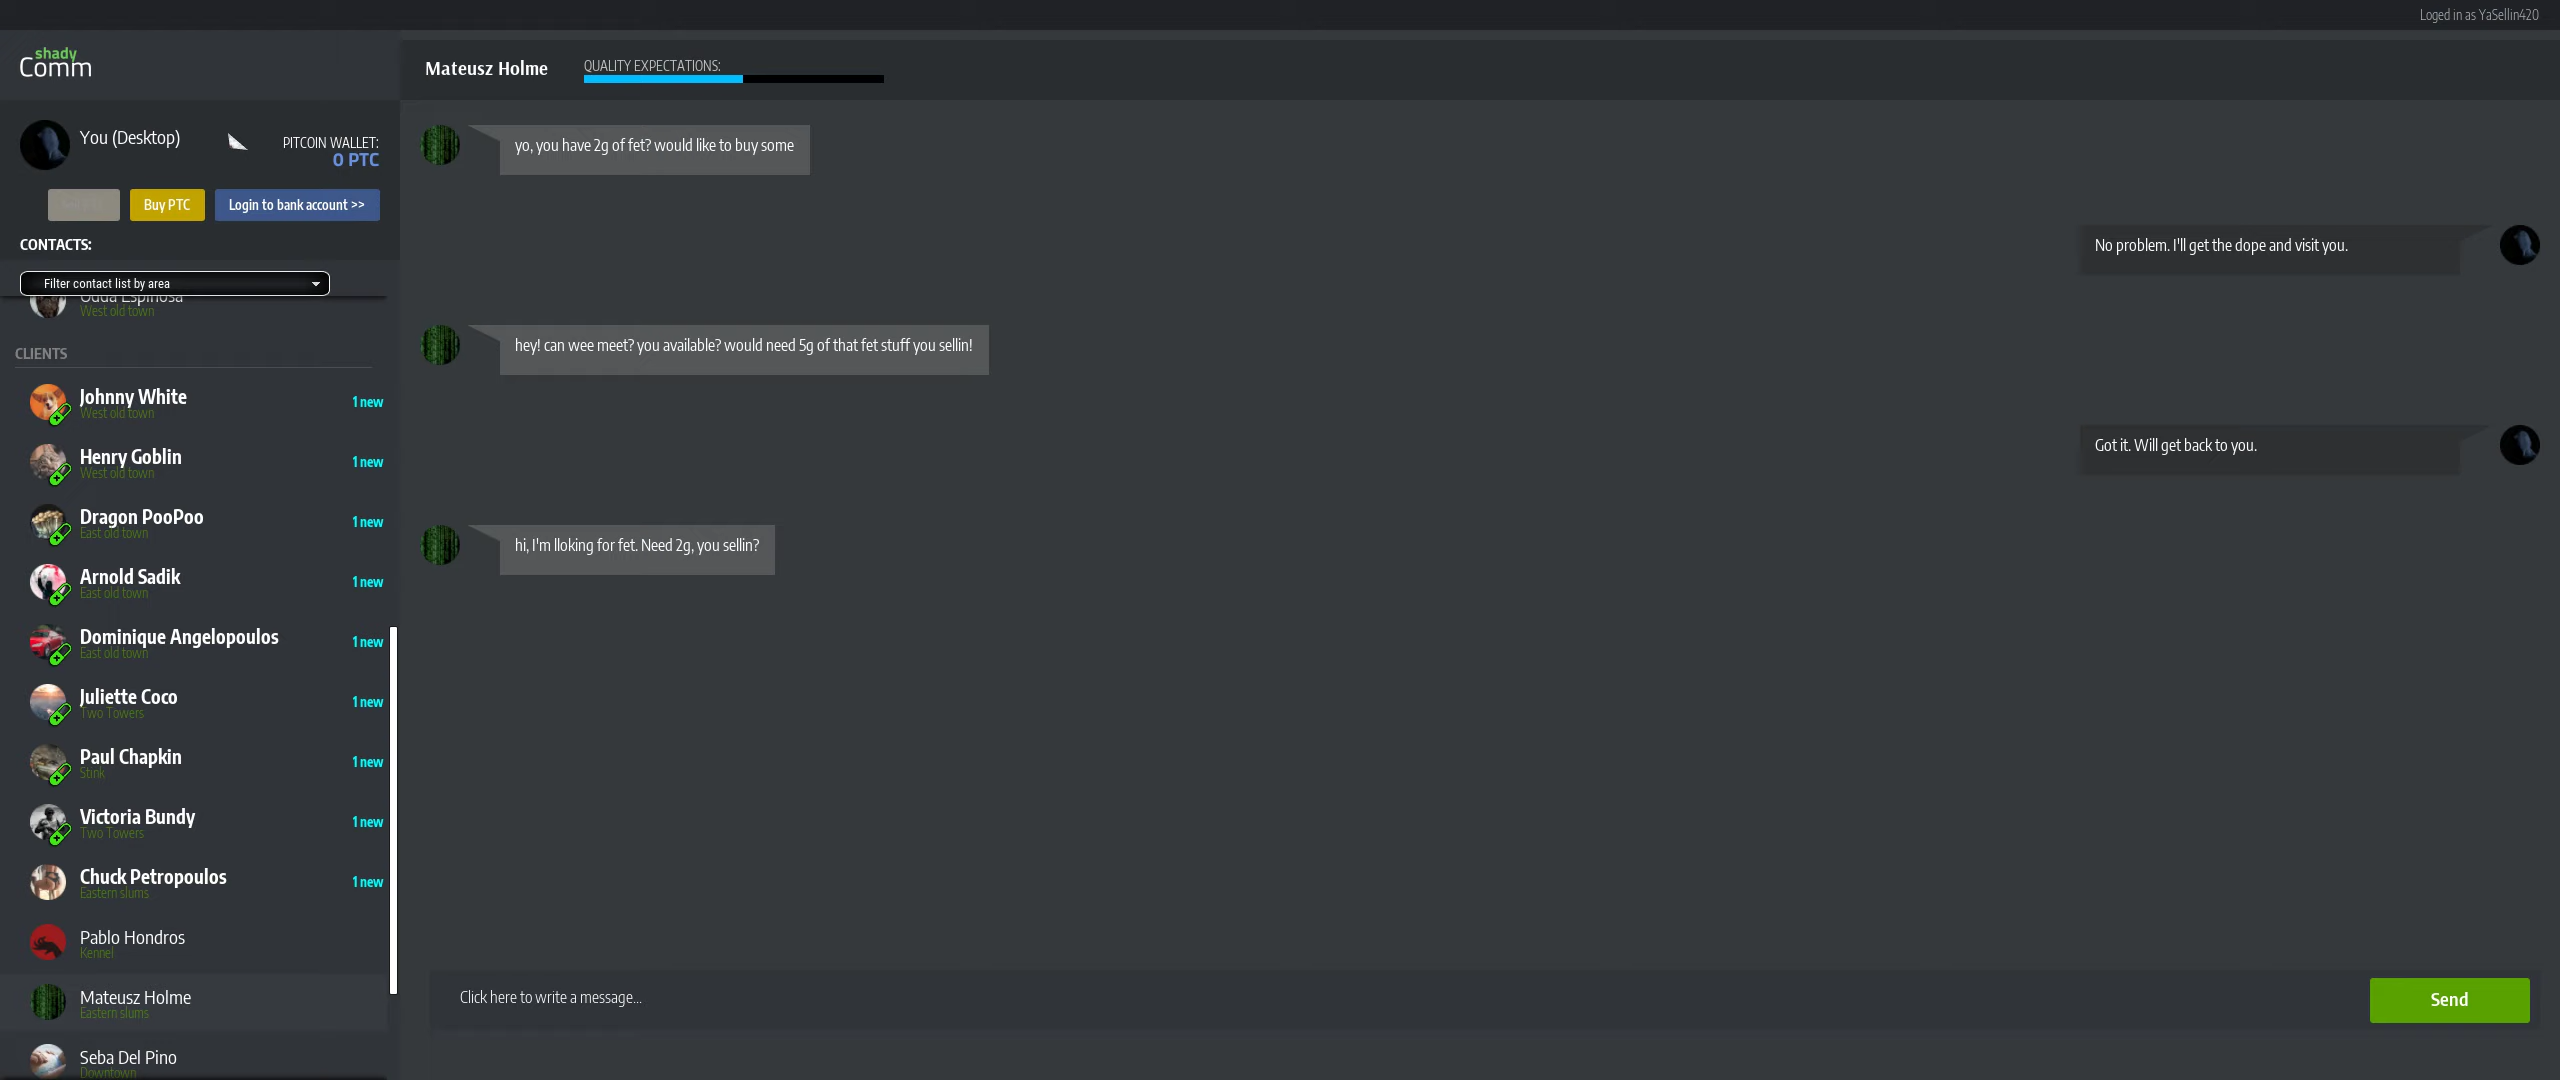 Loged in as YaSellin420
shady
Comm
Mateusz Holme
QUALITY EXPECTATIONS:
You (Desktop)
PITCOIN WALLET:
0 PTC
Buy PTC
Login to bank account >>
CONTACTS:
Filter contact list by area
Odda Espinosa
West old town
CLIENTS
Johnny White
West old town
1 new
Henry Goblin
West old town
1 new
Dragon PooPoo
East old town
1 new
Arnold Sadik
East old town
1 new
Dominique Angelopoulos
East old town
1 new
Juliette Coco
Two Towers
1 new
Paul Chapkin
Stink
1 new
Victoria Bundy
Two Towers
1 new
Chuck Petropoulos
Eastern slums
1 new
Pablo Hondros
Kennel
Mateusz Holme
Eastern slums
Seba Del Pino
Downtown
yo, you have 2g of fet? would like to buy some
No problem. I'll get the dope and visit you.
hey! can wee meet? you available? would need 5g of that fet stuff you sellin!
Got it. Will get back to you.
hi, I'm lloking for fet. Need 2g, you sellin?
Click here to write a message...
Send